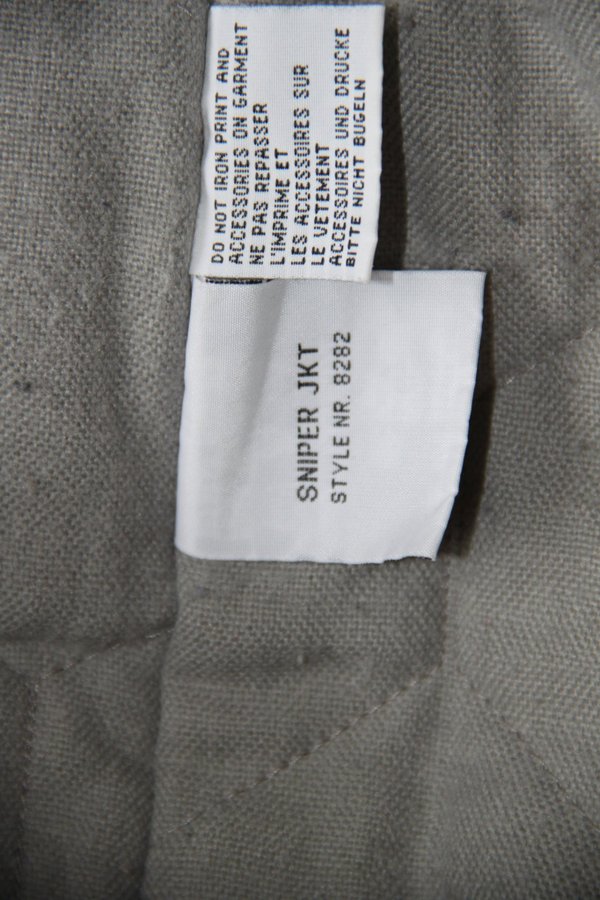 DO NOT IRON PRINT AND
ACCESSORIES ON GARMENT
NE PAS REPASSER
L'IMPRIME ET
LES ACCESSOIRES SUR
LE VETEMENT
ACCESSOIRES UND DRUCKE
BITTE NICHT BUGELN
SNIPER JKT
STYLE NR. 8282